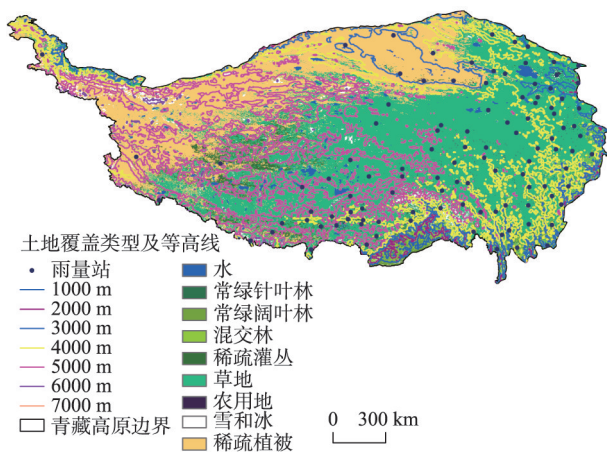 土地覆盖类型及等高线
雨量站
1000 m
2000 m
3000 m
4000 m
5000 m
6000 m
7000 m
青藏高原边界
水
常绿针叶林
常绿阔叶林
混交林
稀疏灌丛
草地
农用地
雪和冰
稀疏植被
0 300 km